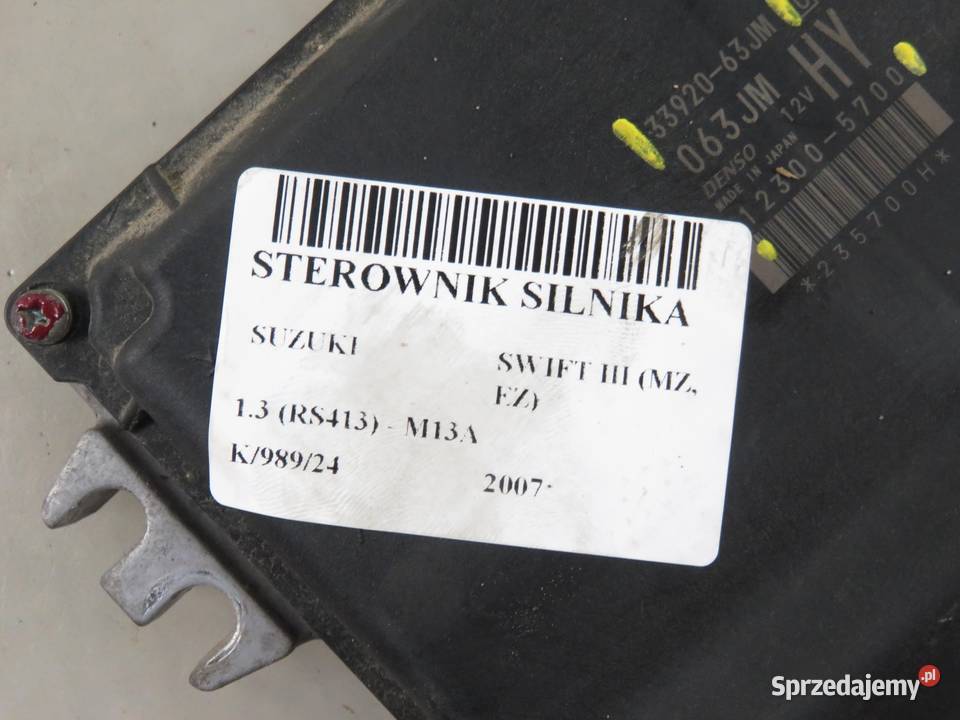 33920-63JM
063JM HY
DENSO
MADE IN JAPAN 12V
112300-5700
*235700H*
STEROWNIK SILNIKA
SUZUKI
SWIFT III (MZ,
EZ)
1.3 (RS413) - M13A
K/989/24
2007-
Sprzedajemy.pl